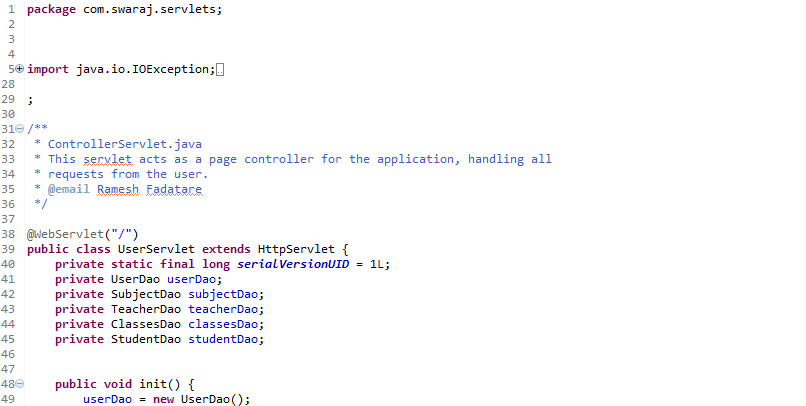 1 package com.swaraj.servlets;
2
3
4
5 import java.io.IOException;
28
29 ;
30
31 /**
32  * ControllerServlet.java
33  * This servlet acts as a page controller for the application, handling all
34  * requests from the user.
35  * @email Ramesh Fadatare
36  */
37
38 @WebServlet("/")
39 public class UserServlet extends HttpServlet {
40     private static final long serialVersionUID = 1L;
41     private UserDao userDao;
42     private SubjectDao subjectDao;
43     private TeacherDao teacherDao;
44     private ClassesDao classesDao;
45     private StudentDao studentDao;
46
47
48     public void init() {
49         userDao = new UserDao();